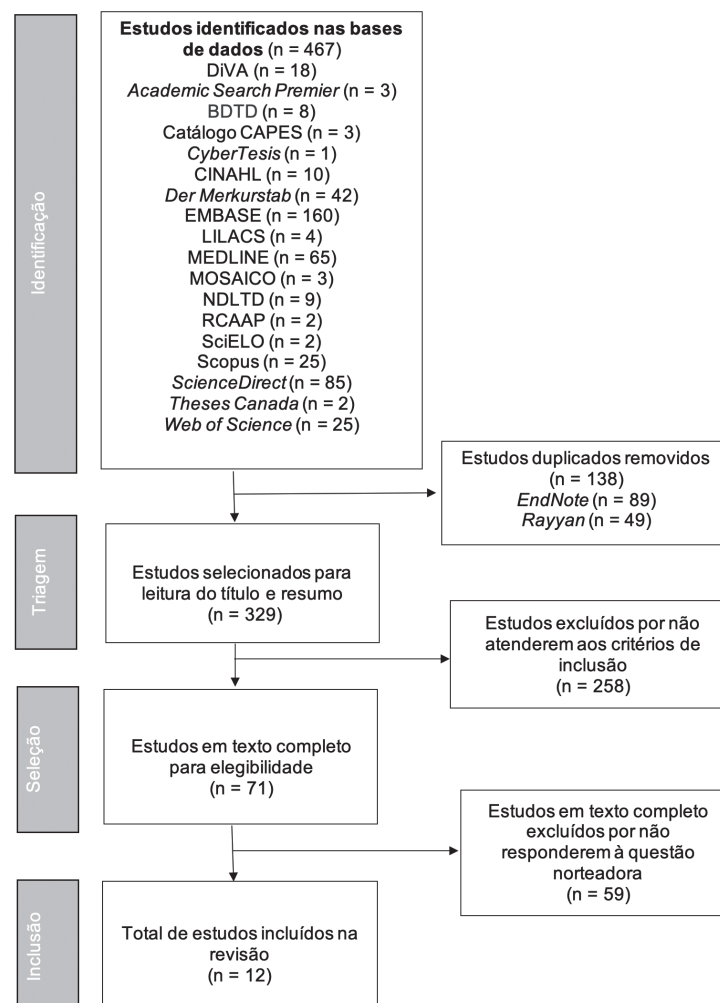 Identificação
Estudos identificados nas bases
de dados (n = 467)
DiVA (n = 18)
Academic Search Premier (n = 3)
BDTD (n = 8)
Catálogo CAPES (n = 3)
CyberTesis (n = 1)
CINAHL (n = 10)
Der Merkurstab (n = 42)
EMBASE (n = 160)
LILACS (n = 4)
MEDLINE (n = 65)
MOSAICO (n = 3)
NDLTD (n = 9)
RCAAP (n = 2)
SciELO (n = 2)
Scopus (n = 25)
ScienceDirect (n = 85)
Theses Canada (n = 2)
Web of Science (n = 25)
Estudos duplicados removidos
(n = 138)
EndNote (n = 89)
Rayyan (n = 49)
Triagem
Estudos selecionados para
leitura do título e resumo
(n = 329)
Estudos excluídos por não
atenderem aos critérios de
inclusão
(n = 258)
Seleção
Estudos em texto completo
para elegibilidade
(n = 71)
Estudos em texto completo
excluídos por não
responderem à questão
norteadora
(n = 59)
Inclusão
Total de estudos incluídos na
revisão
(n = 12)